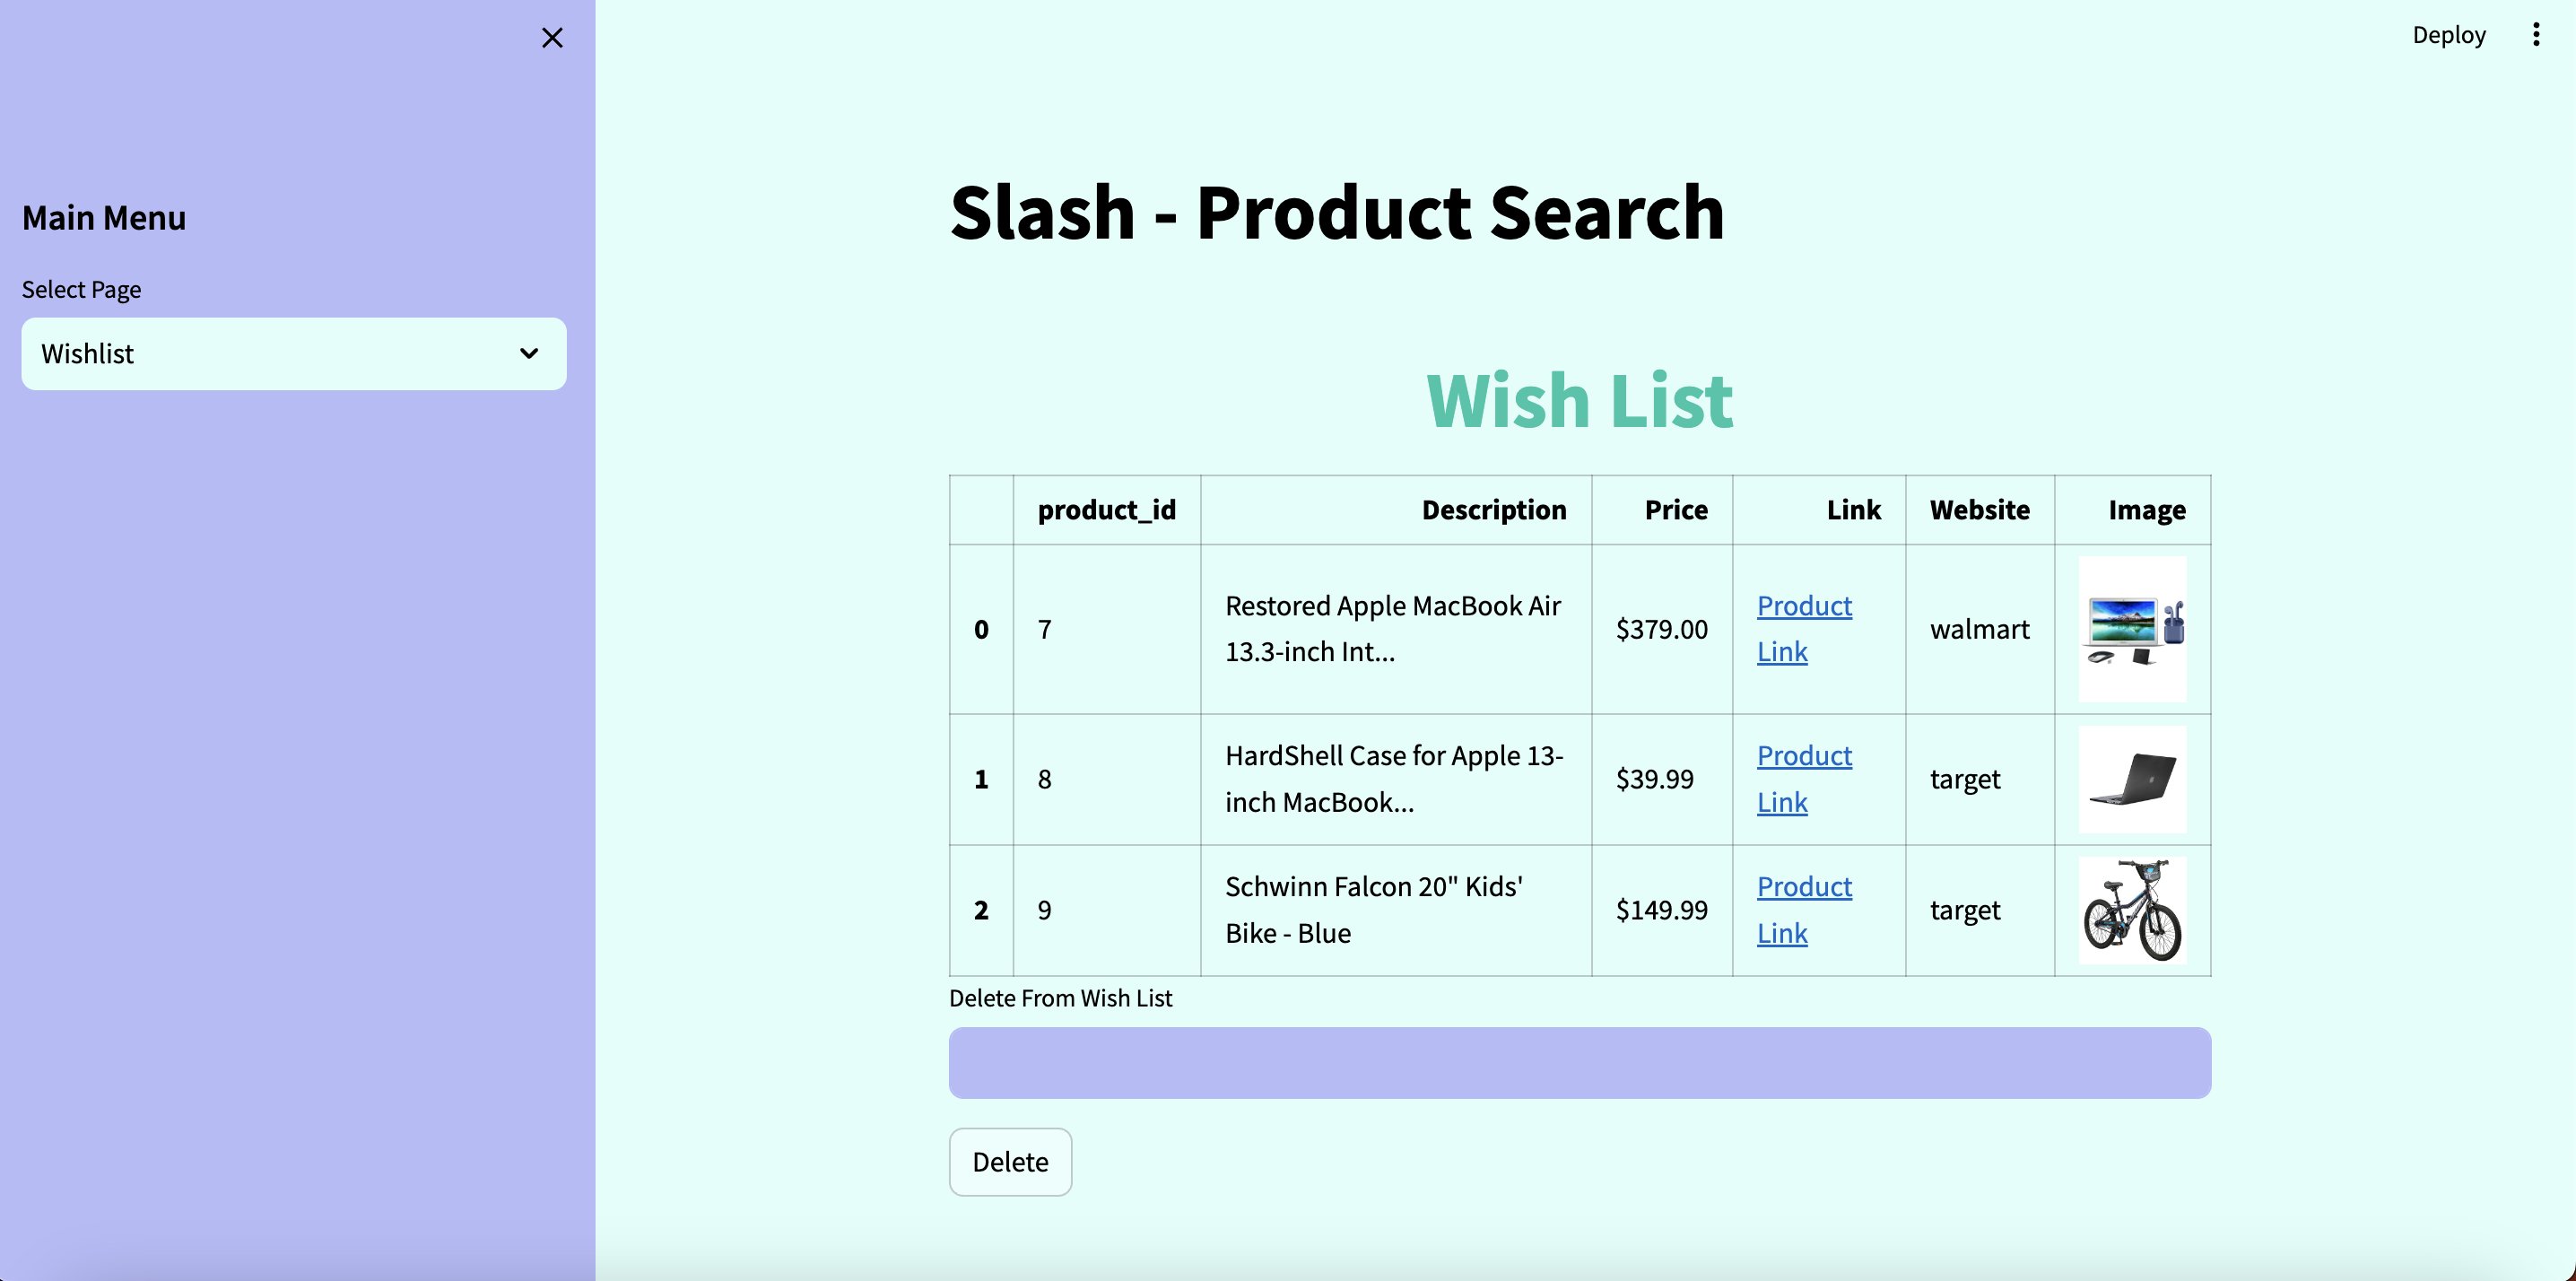 Deploy
Main Menu
Select Page
Wishlist
Slash - Product Search
Wish List
product_id Description Price Link Website Image
0 7 Restored Apple MacBook Air 13.3-inch Int... $379.00 Product Link walmart
1 8 HardShell Case for Apple 13-inch MacBook... $39.99 Product Link target
2 9 Schwinn Falcon 20" Kids' Bike - Blue $149.99 Product Link target
Delete From Wish List
Delete